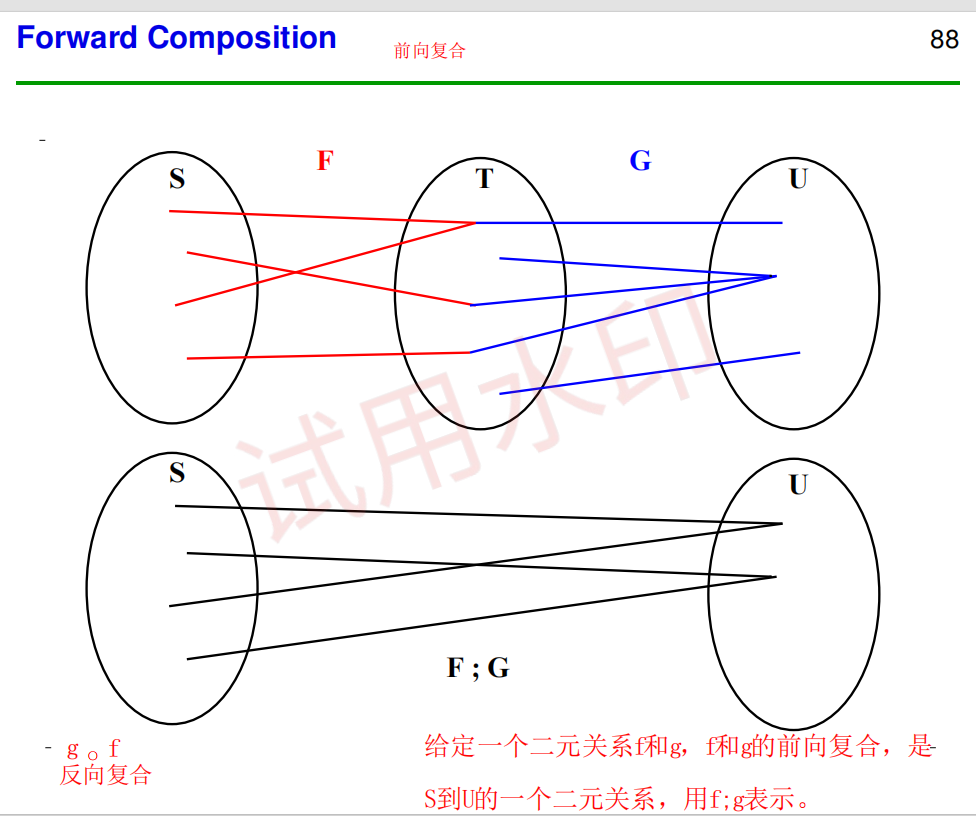 Forward Composition 前向复合 88
F G
S T U
试用水印
S U
F ; G
- g ○ f
反向复合
给定一个二元关系f和g，f和g的前向复合，是
S到U的一个二元关系，用f;g表示。